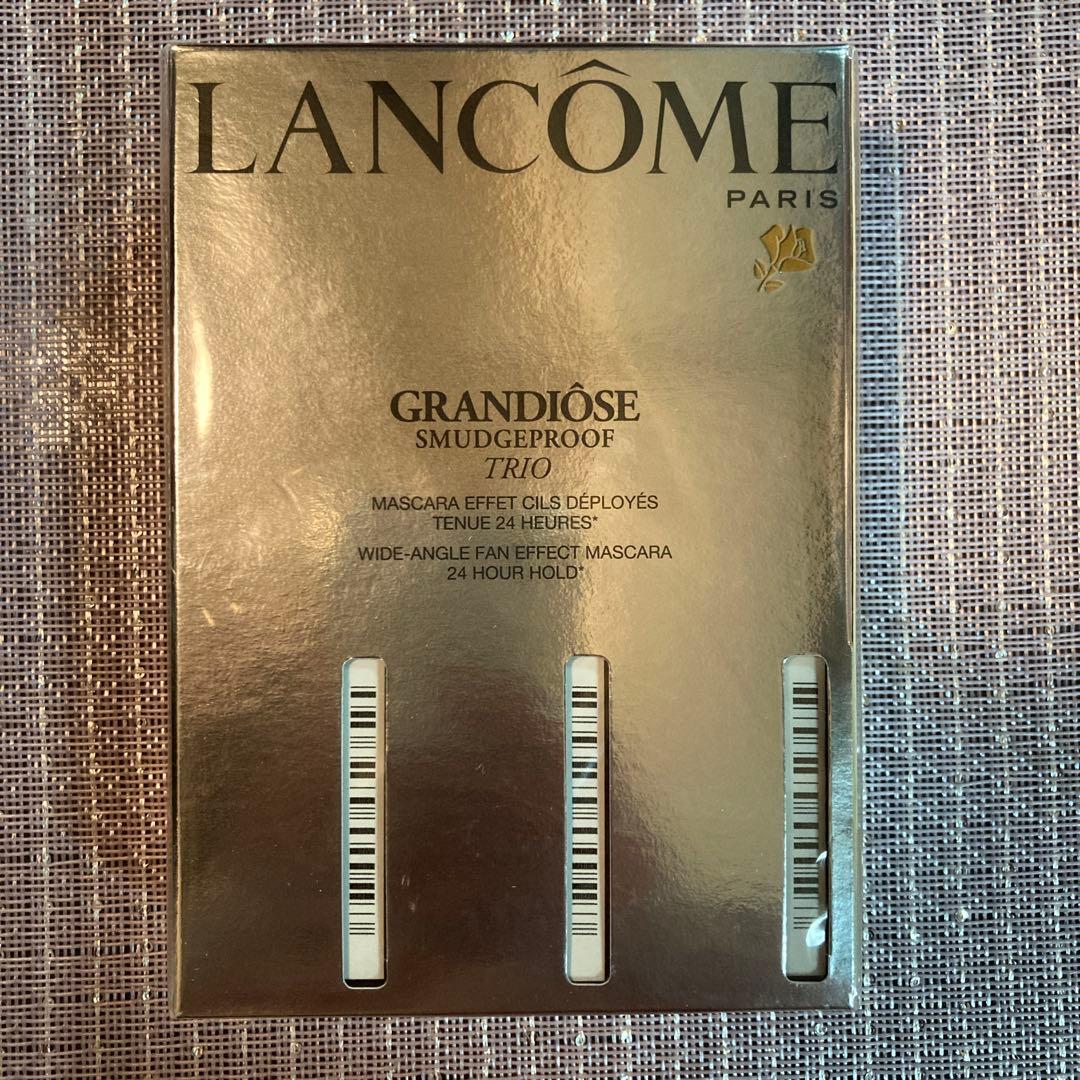 LANCÔME
PARIS
GRANDIÔSE
SMUDGEPROOF
TRIO
MASCARA EFFET CILS DÉPLOYÉS
TENUE 24 HEURES*
WIDE-ANGLE FAN EFFECT MASCARA
24 HOUR HOLD*